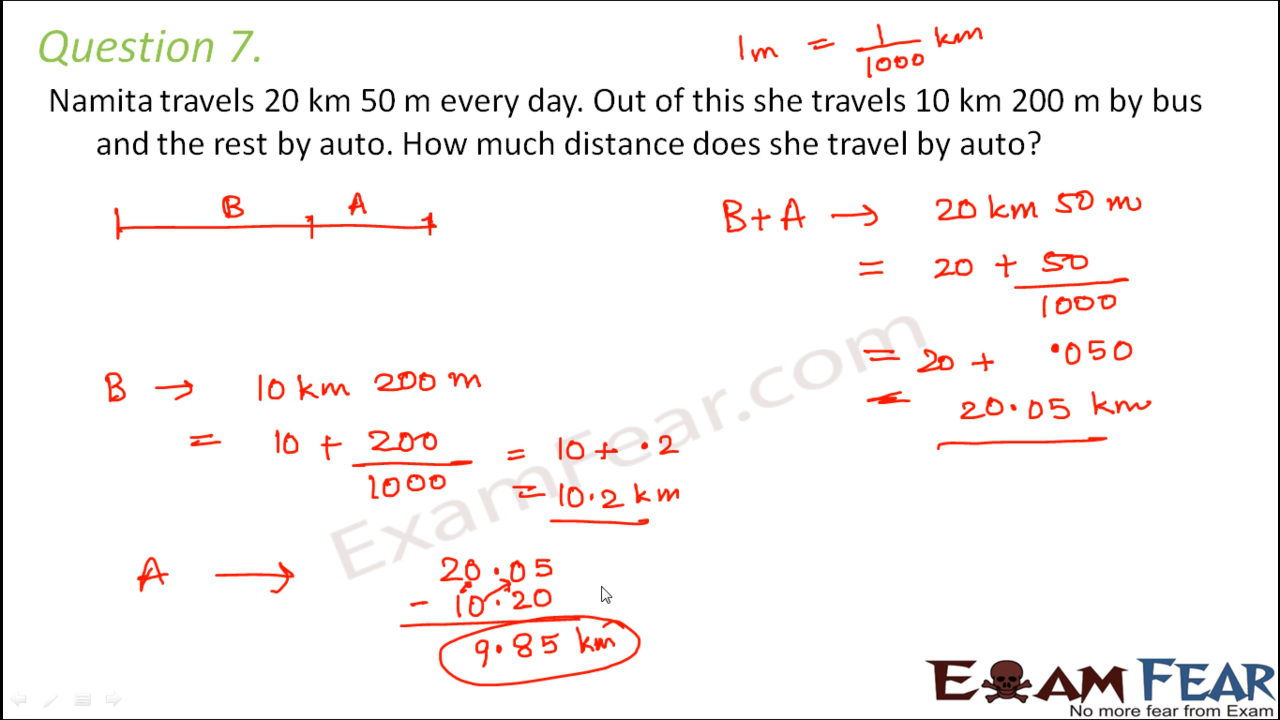 Question 7.
1m = 1/1000 km
Namita travels 20 km 50 m every day. Out of this she travels 10 km 200 m by bus
and the rest by auto. How much distance does she travel by auto?
B A
B+A → 20 km 50 m
= 20 + 50/1000
= 20 + .050
= 20.05 km
B → 10 km 200 m
= 10 + 200/1000 = 10 + .2
= 10.2 km
A → 20.05
- 10.20
9.85 km
ExamFear.com
EXAM FEAR
No more fear from Exam